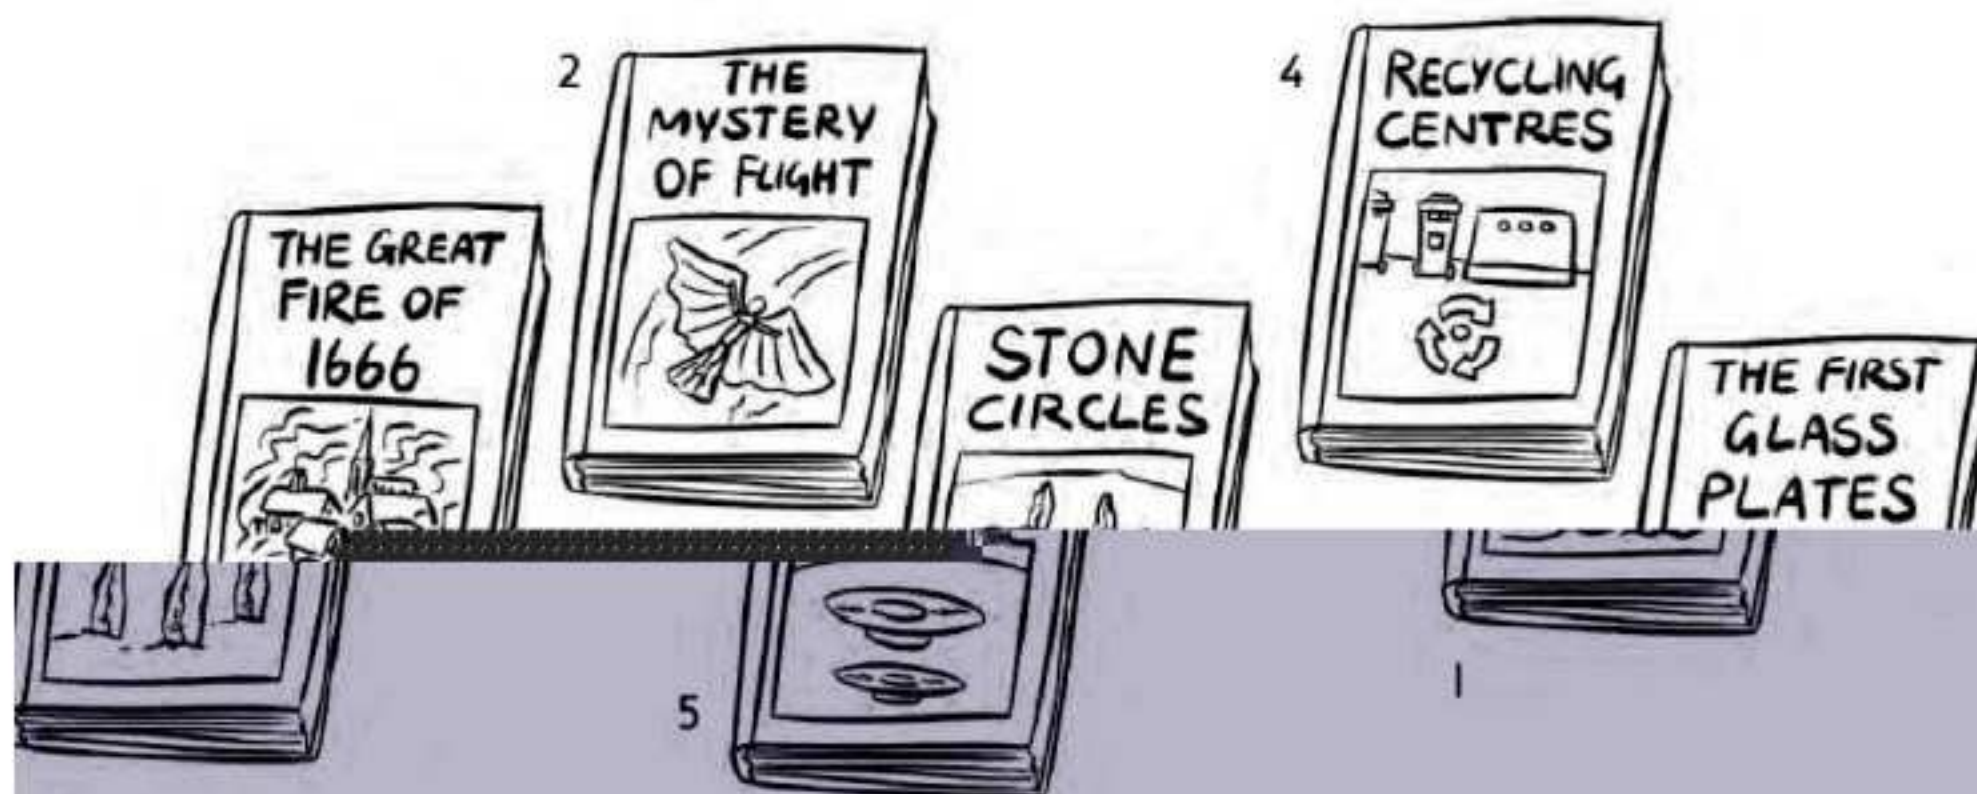 2
THE
MYSTERY
OF FLIGHT
4
RECYCLING
CENTRES
THE GREAT
FIRE OF
1666
STONE
CIRCLES
THE FIRST
GLASS
PLATES
5
1